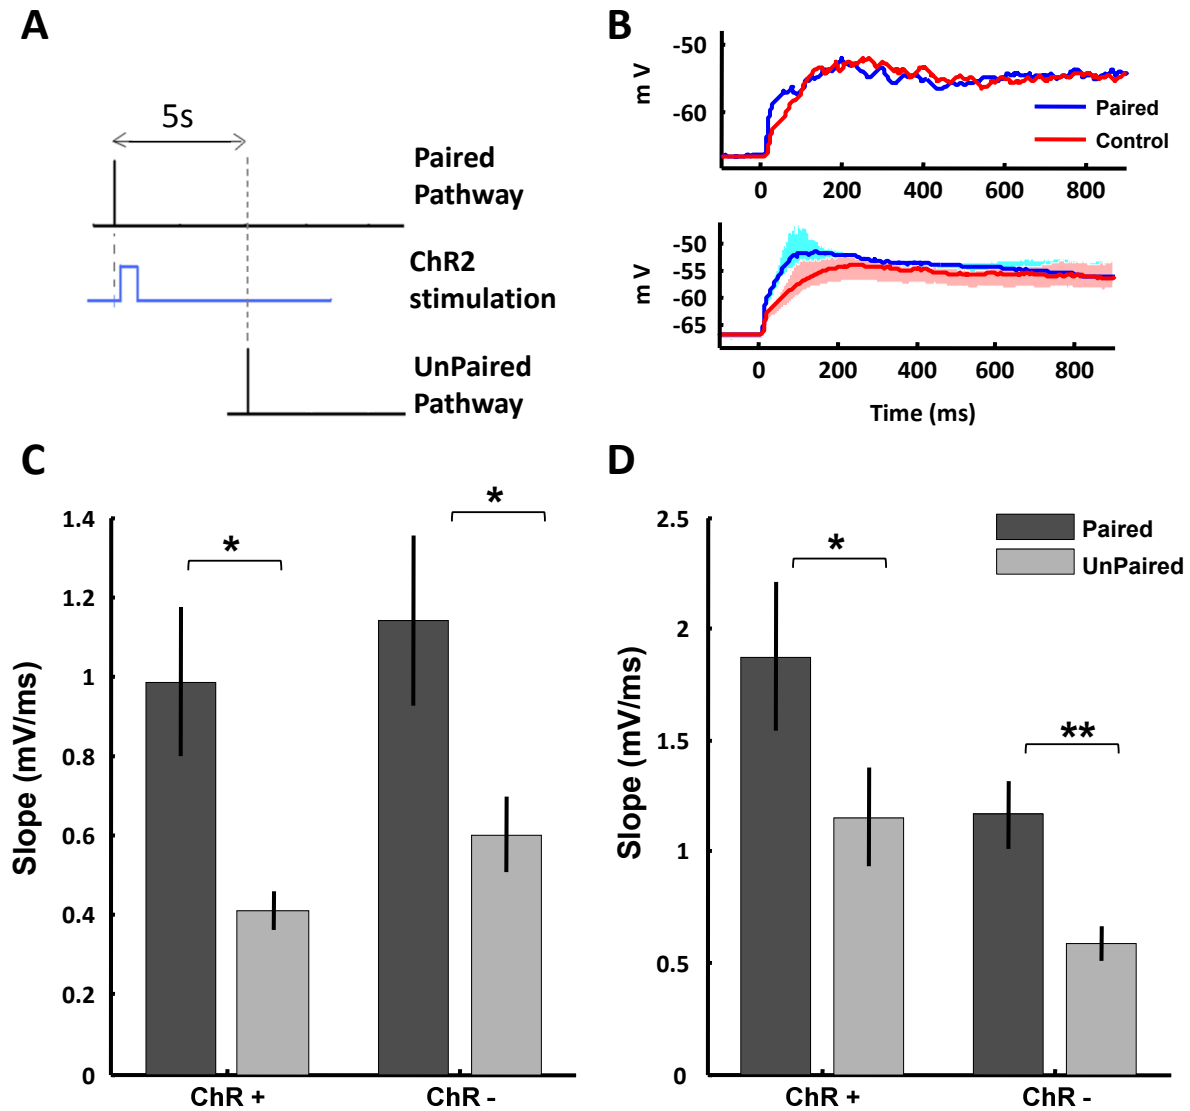 A
5s
Paired
Pathway
ChR2
stimulation
UnPaired
Pathway
B
-50
-60
m V
Paired
Control
0
200
400
600
800
-50
-55
-60
-65
m V
0
200
400
600
800
Time (ms)
C
1.4
1.2
1
0.8
0.6
0.4
0.2
0
Slope (mV/ms)
*
*
ChR +
ChR -
D
2.5
2
1.5
1
0.5
0
Slope (mV/ms)
Paired
UnPaired
*
**
ChR +
ChR -